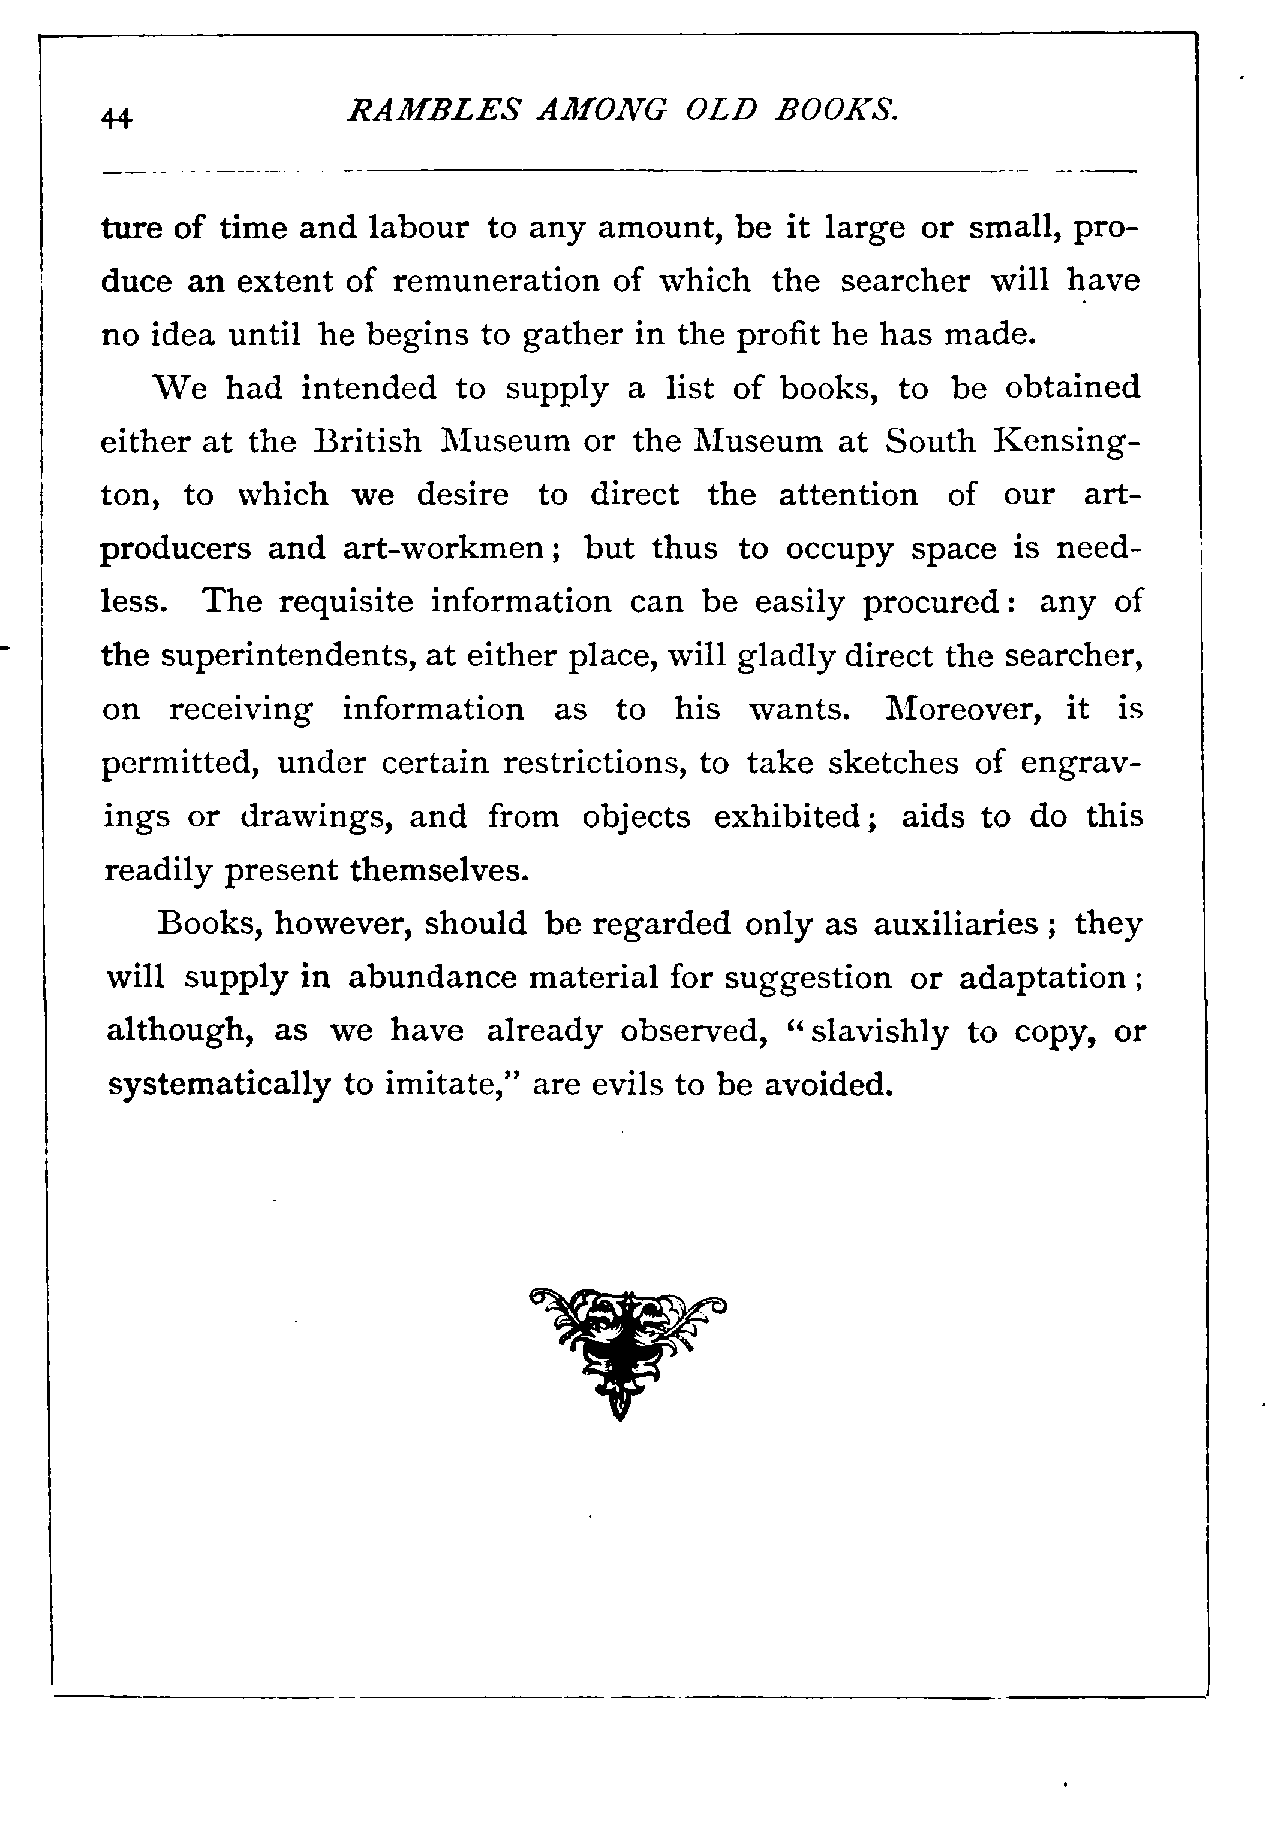 44 RAMBLES AMONG OLD BOOKS.
ture of time and labour to any amount, be it large or small, pro-
duce an extent of remuneration of which the searcher will have
no idea until he begins to gather in the profit he has made.
We had intended to supply a list of books, to be obtained
either at the British Museum or the Museum at South Kensing-
ton, to which we desire to direct the attention of our art-
producers and art-workmen; but thus to occupy space is need-
less. The requisite information can be easily procured: any of
the superintendents, at either place, will gladly direct the searcher,
on receiving information as to his wants. Moreover, it is
permitted, under certain restrictions, to take sketches of engrav-
ings or drawings, and from objects exhibited; aids to do this
readily present themselves.
Books, however, should be regarded only as auxiliaries; they
will supply in abundance material for suggestion or adaptation;
although, as we have already observed, “slavishly to copy, or
systematically to imitate,” are evils to be avoided.